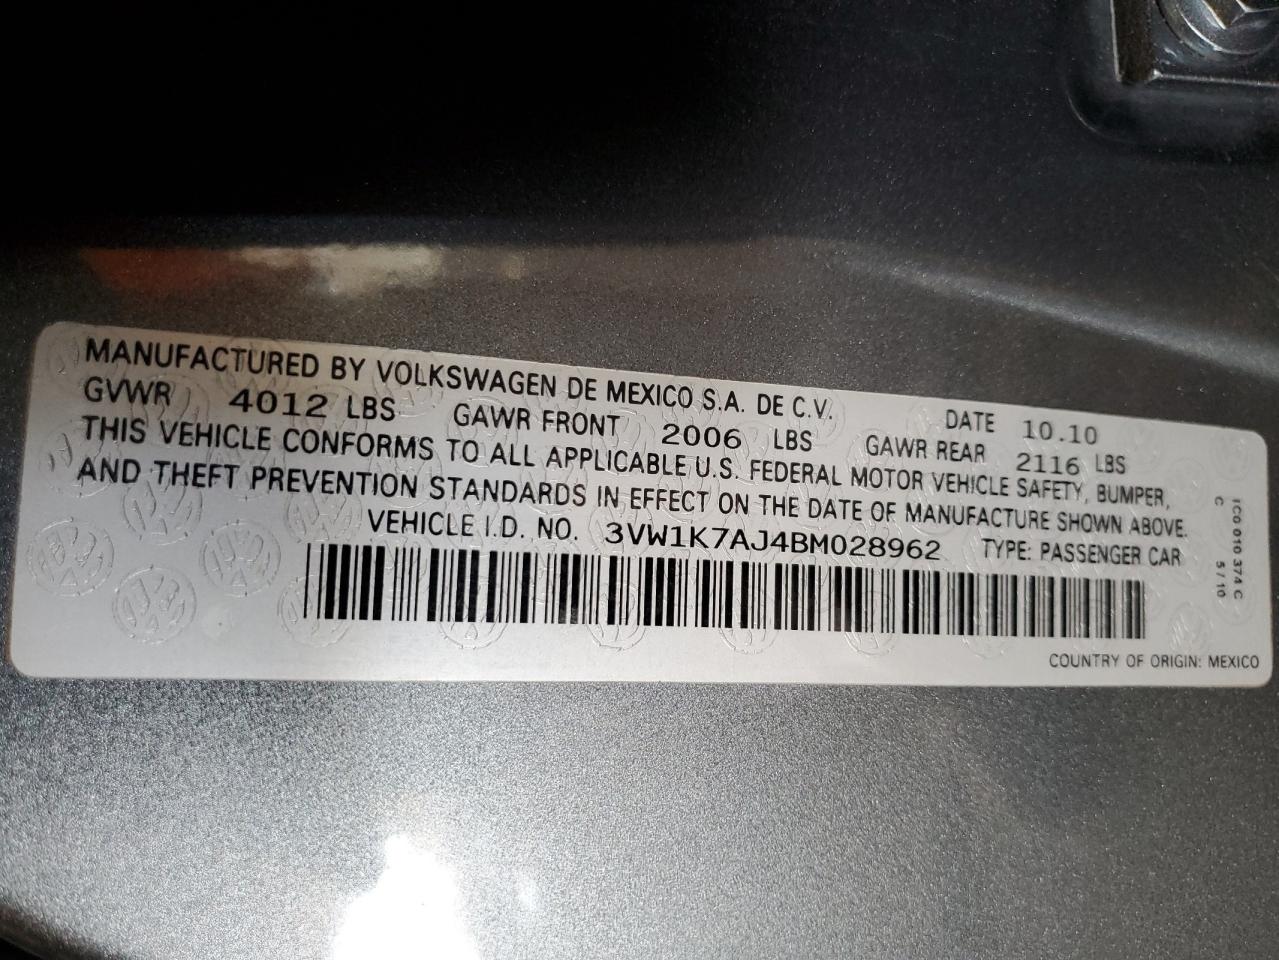 MANUFACTURED BY VOLKSWAGEN DE MEXICO S.A. DE C.V. DATE 10.10
GVWR 4012 LBS GAWR FRONT 2006 LBS GAWR REAR 2116 LBS
THIS VEHICLE CONFORMS TO ALL APPLICABLE U.S. FEDERAL MOTOR VEHICLE SAFETY, BUMPER,
AND THEFT PREVENTION STANDARDS IN EFFECT ON THE DATE OF MANUFACTURE SHOWN ABOVE.
VEHICLE I.D. NO. 3VW1K7AJ4BM028962 TYPE: PASSENGER CAR
COUNTRY OF ORIGIN: MEXICO
1C0 010 374 C
C 5/10